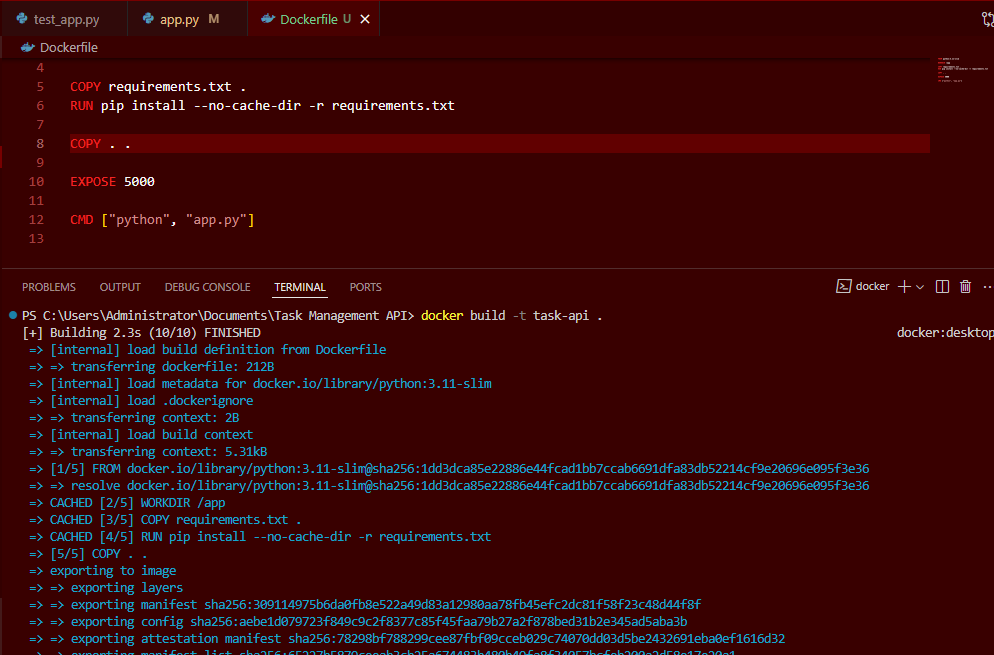 test_app.py
app.py M
Dockerfile U
Dockerfile
4
5 COPY requirements.txt .
6 RUN pip install --no-cache-dir -r requirements.txt
7
8 COPY . .
9
10 EXPOSE 5000
11
12 CMD ["python", "app.py"]
13
PROBLEMS OUTPUT DEBUG CONSOLE TERMINAL PORTS
docker
PS C:\Users\Administrator\Documents\Task Management API> docker build -t task-api .
[+] Building 2.3s (10/10) FINISHED docker:desktop
=> [internal] load build definition from Dockerfile
=> => transferring dockerfile: 212B
=> [internal] load metadata for docker.io/library/python:3.11-slim
=> [internal] load .dockerignore
=> => transferring context: 2B
=> [internal] load build context
=> => transferring context: 5.31kB
=> [1/5] FROM docker.io/library/python:3.11-slim@sha256:1dd3dca85e22886e44fcad1bb7ccab6691dfa83db52214cf9e20696e095f3e36
=> => resolve docker.io/library/python:3.11-slim@sha256:1dd3dca85e22886e44fcad1bb7ccab6691dfa83db52214cf9e20696e095f3e36
=> CACHED [2/5] WORKDIR /app
=> CACHED [3/5] COPY requirements.txt .
=> CACHED [4/5] RUN pip install --no-cache-dir -r requirements.txt
=> [5/5] COPY . .
=> exporting to image
=> => exporting layers
=> => exporting manifest sha256:309114975b6da0fb8e522a49d83a12980aa78fb45efc2dc81f58f23c48d44f8f
=> => exporting config sha256:aebe1d079723f849c9c2f8377c85f45faa79b27a2f878bed31b2e345ad5aba3b
=> => exporting attestation manifest sha256:78298bf788299cee87fbf09cceb029c74070dd03d5be2432691eba0ef1616d32
=> => exporting manifest list